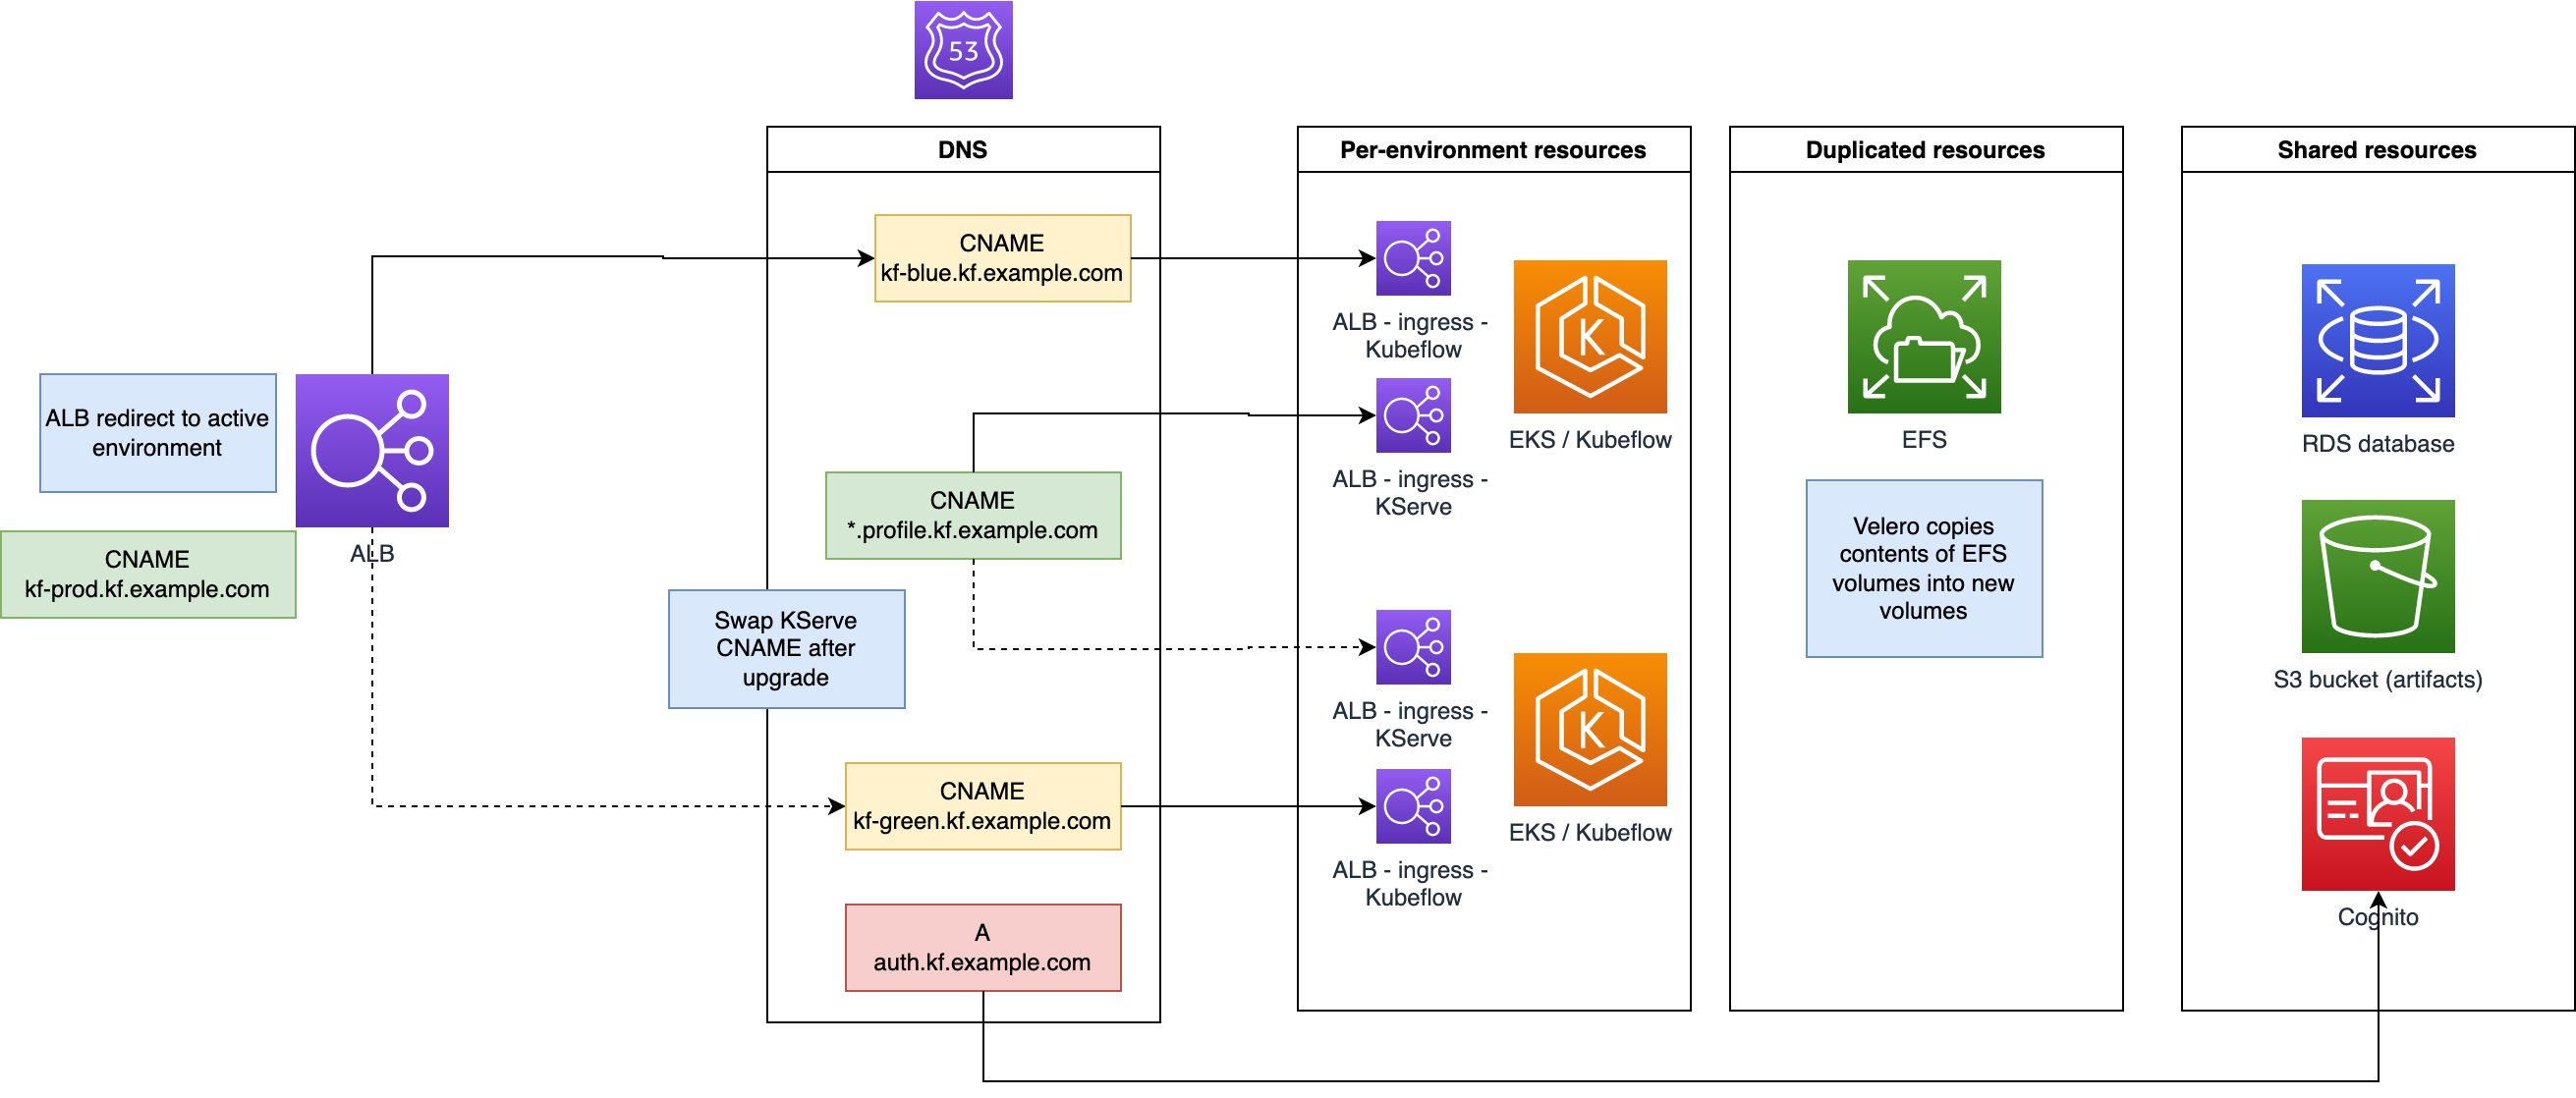 53
DNS
Per-environment resources
Duplicated resources
Shared resources
CNAME
kf-blue.kf.example.com
ALB - ingress -
Kubeflow
K
EKS / Kubeflow
EFS
RDS database
ALB redirect to active
environment
ALB
CNAME
kf-prod.kf.example.com
CNAME
*.profile.kf.example.com
ALB - ingress -
KServe
Velero copies
contents of EFS
volumes into new
volumes
Swap KServe
CNAME after
upgrade
ALB - ingress -
KServe
K
EKS / Kubeflow
S3 bucket (artifacts)
CNAME
kf-green.kf.example.com
ALB - ingress -
Kubeflow
A
auth.kf.example.com
Cognito